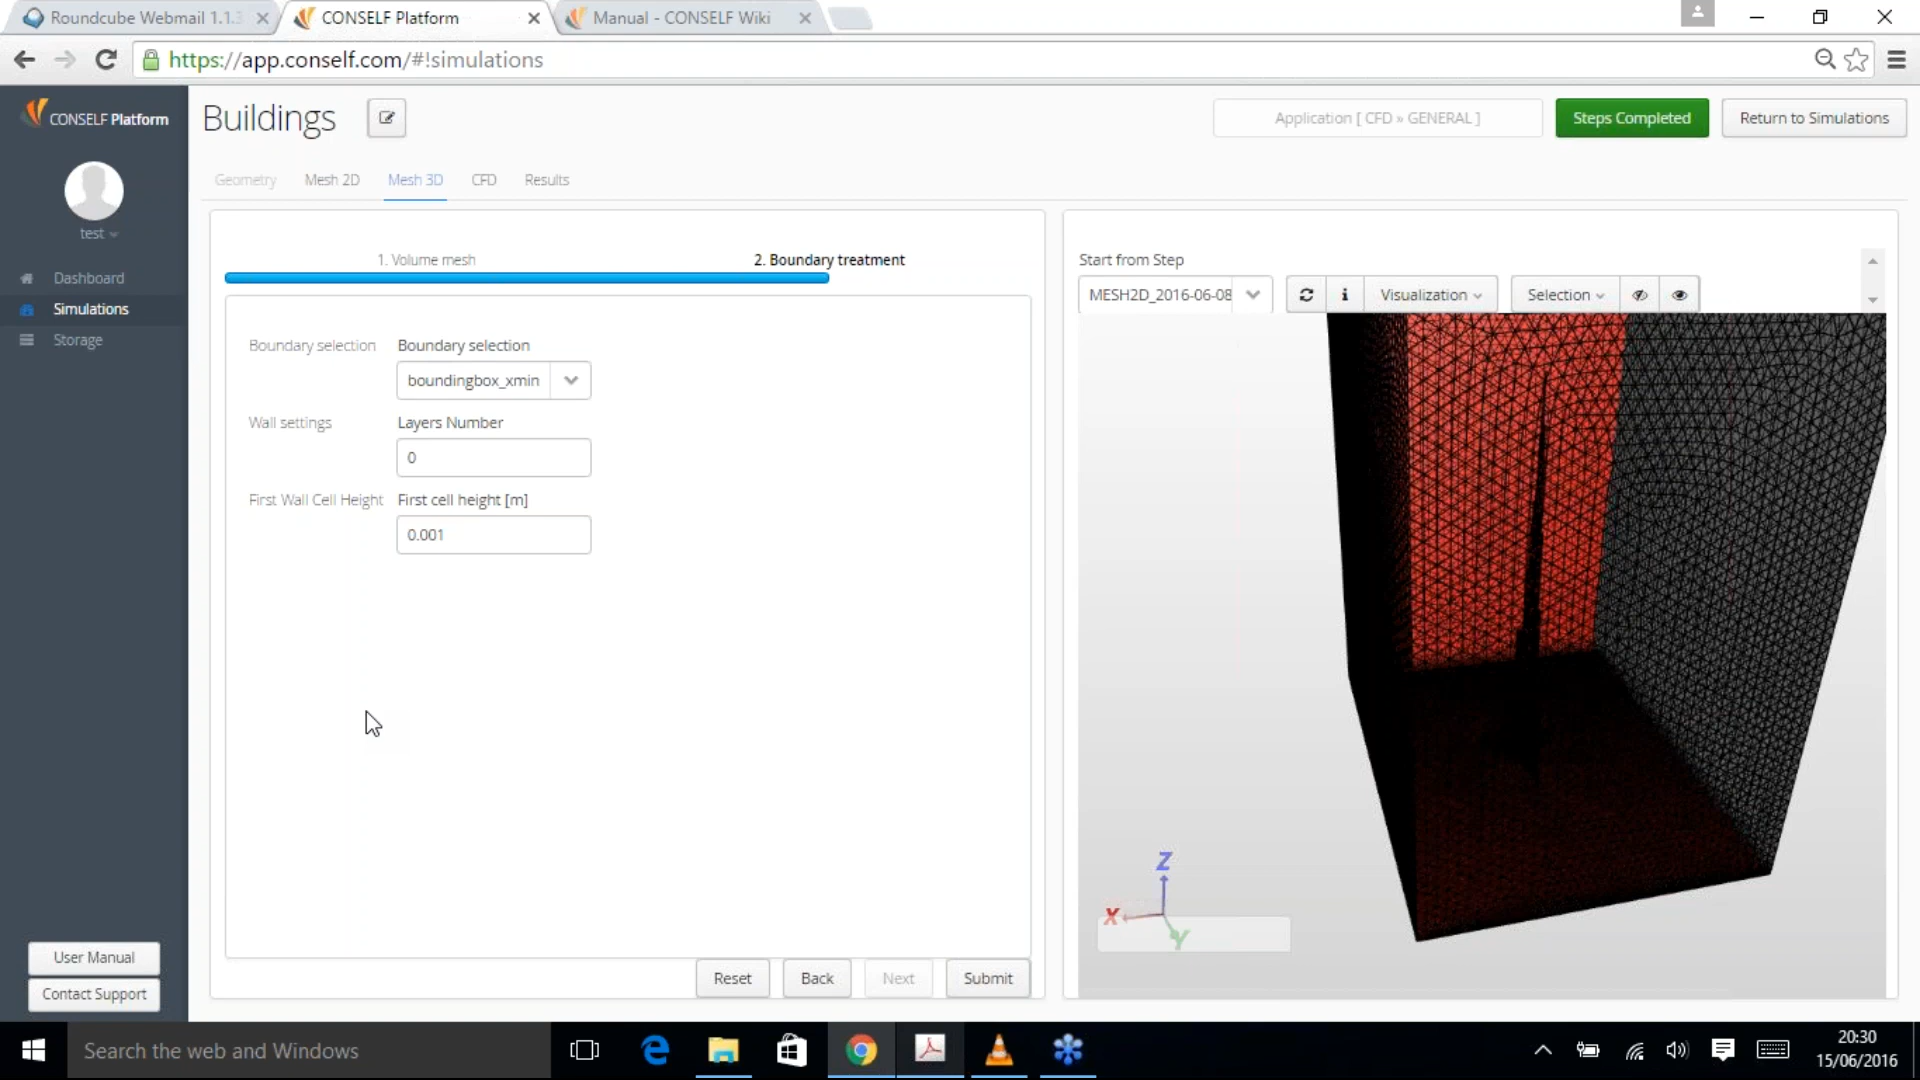 Roundcube Webmail 1.1.3
CONSELF Platform
Manual - CONSELF Wiki
https://app.conself.com/#!simulations
CONSELF Platform
test
Dashboard
Simulations
Storage
User Manual
Contact Support
Buildings
Application [ CFD » GENERAL ]
Steps Completed
Return to Simulations
Geometry
Mesh 2D
Mesh 3D
CFD
Results
1. Volume mesh
2. Boundary treatment
Boundary selection
Boundary selection
boundingbox_xmin
Wall settings
Layers Number
0
First Wall Cell Height
First cell height [m]
0.001
Reset
Back
Next
Submit
Start from Step
MESH2D_2016-06-08
i
Visualization
Selection
Z
X
Y
Search the web and Windows
20:30
15/06/2016